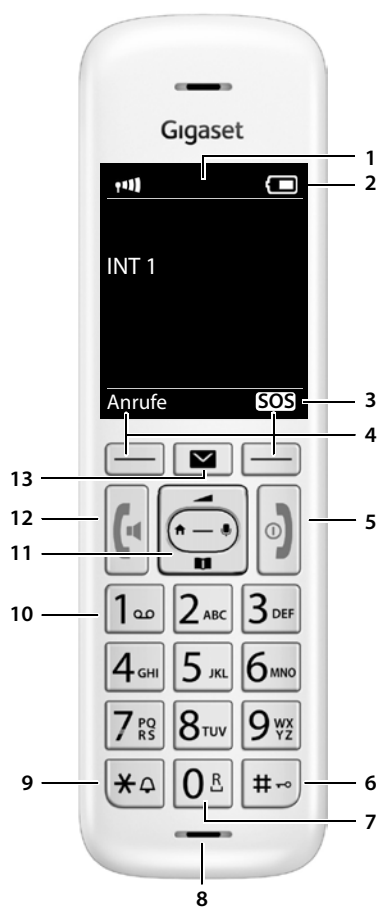 Gigaset
1
2
INT 1
Anrufe SOS 3
4
13
12
5
11
10 1 2 ABC 3 DEF
4 GHI 5 JKL 6 MNO
7 PQRS 8 TUV 9 WXYZ
9 * 0 R # 6
7
8